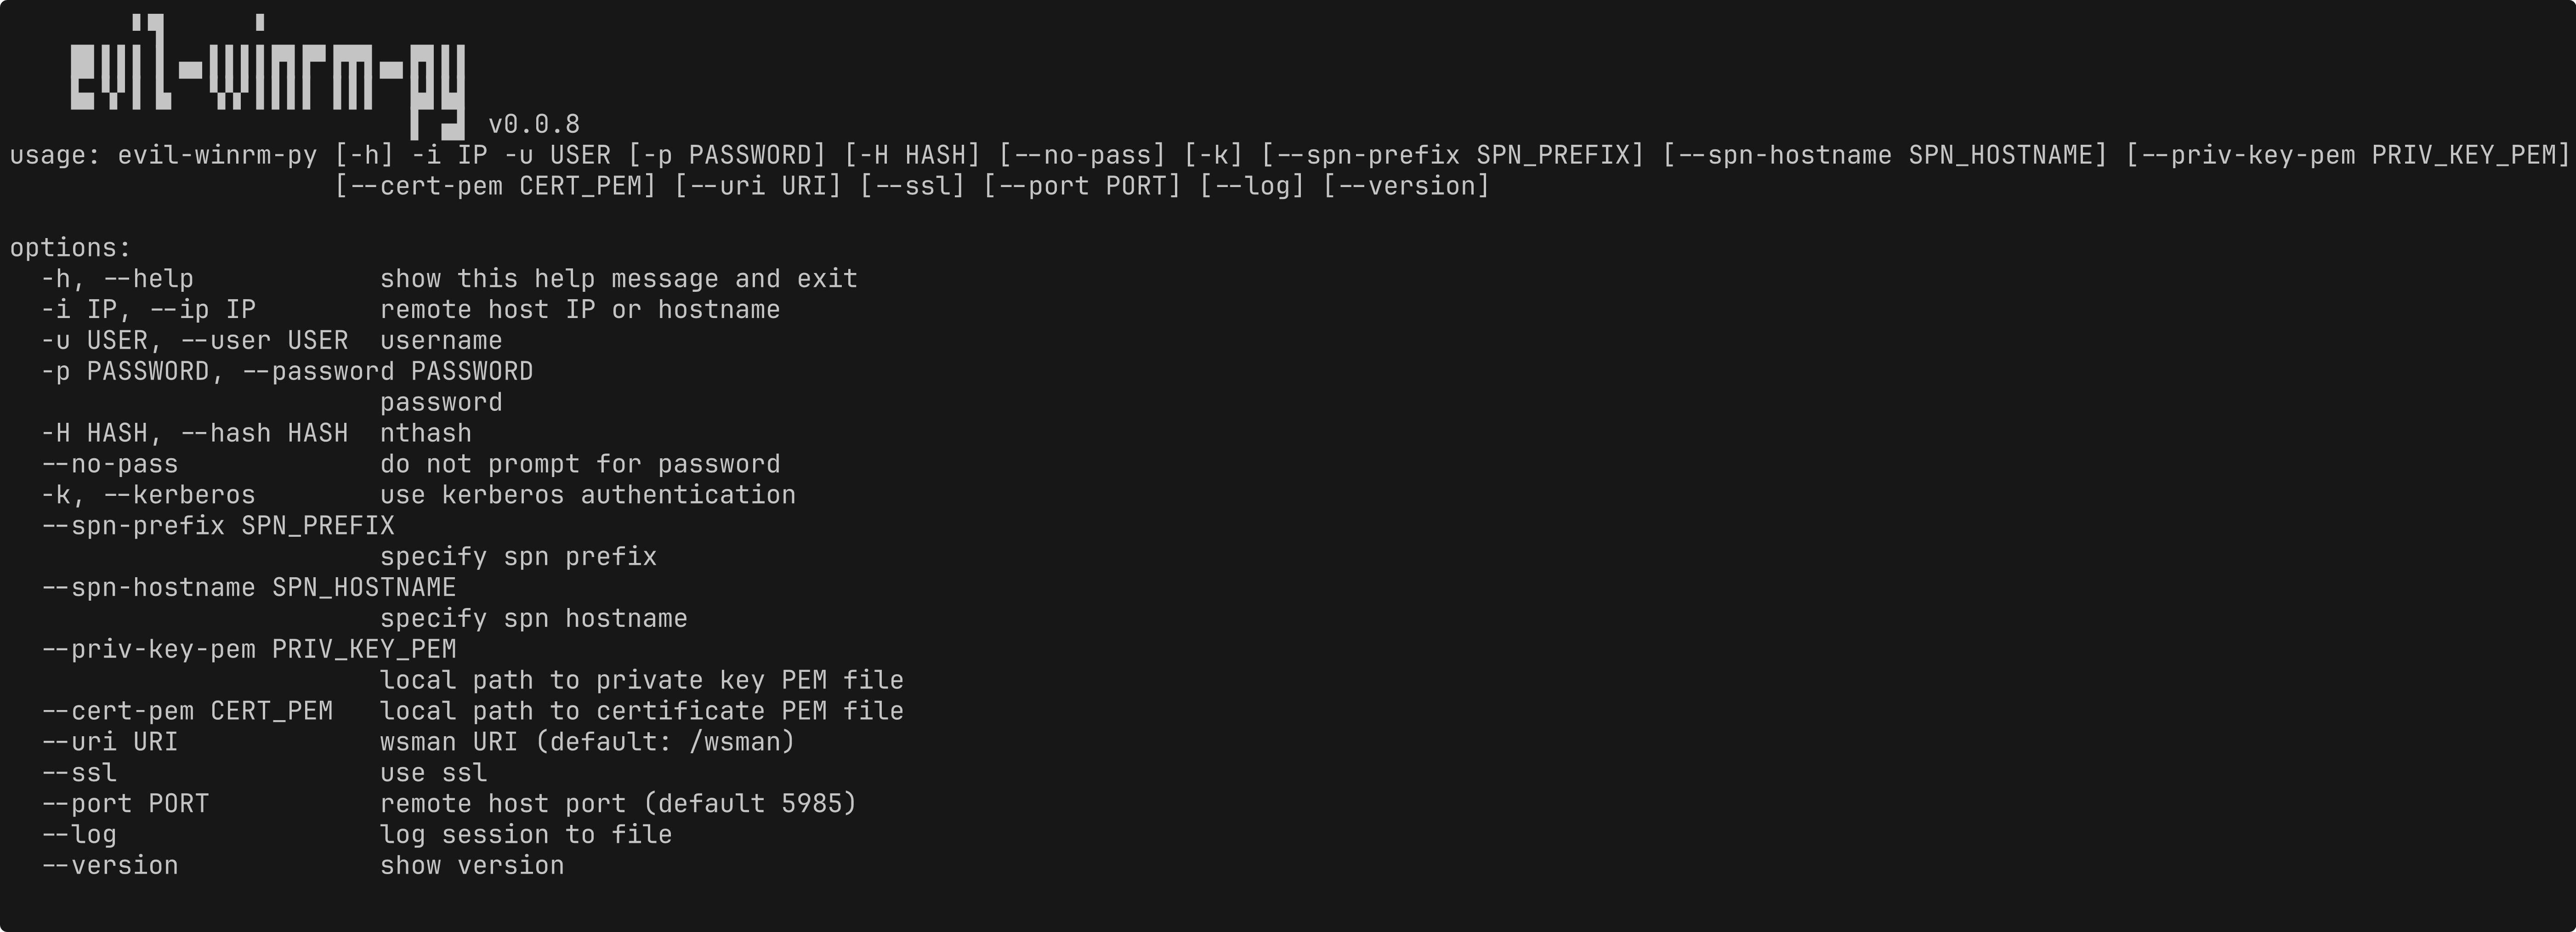 evil-winrm-py v0.0.8
usage: evil-winrm-py [-h] -i IP -u USER [-p PASSWORD] [-H HASH] [--no-pass] [-k] [--spn-prefix SPN_PREFIX] [--spn-hostname SPN_HOSTNAME] [--priv-key-pem PRIV_KEY_PEM]
[--cert-pem CERT_PEM] [--uri URI] [--ssl] [--port PORT] [--log] [--version]
options:
-h, --help show this help message and exit
-i IP, --ip IP remote host IP or hostname
-u USER, --user USER username
-p PASSWORD, --password PASSWORD
password
-H HASH, --hash HASH nthash
--no-pass do not prompt for password
-k, --kerberos use kerberos authentication
--spn-prefix SPN_PREFIX
specify spn prefix
--spn-hostname SPN_HOSTNAME
specify spn hostname
--priv-key-pem PRIV_KEY_PEM
local path to private key PEM file
--cert-pem CERT_PEM local path to certificate PEM file
--uri URI wsman URI (default: /wsman)
--ssl use ssl
--port PORT remote host port (default 5985)
--log log session to file
--version show version